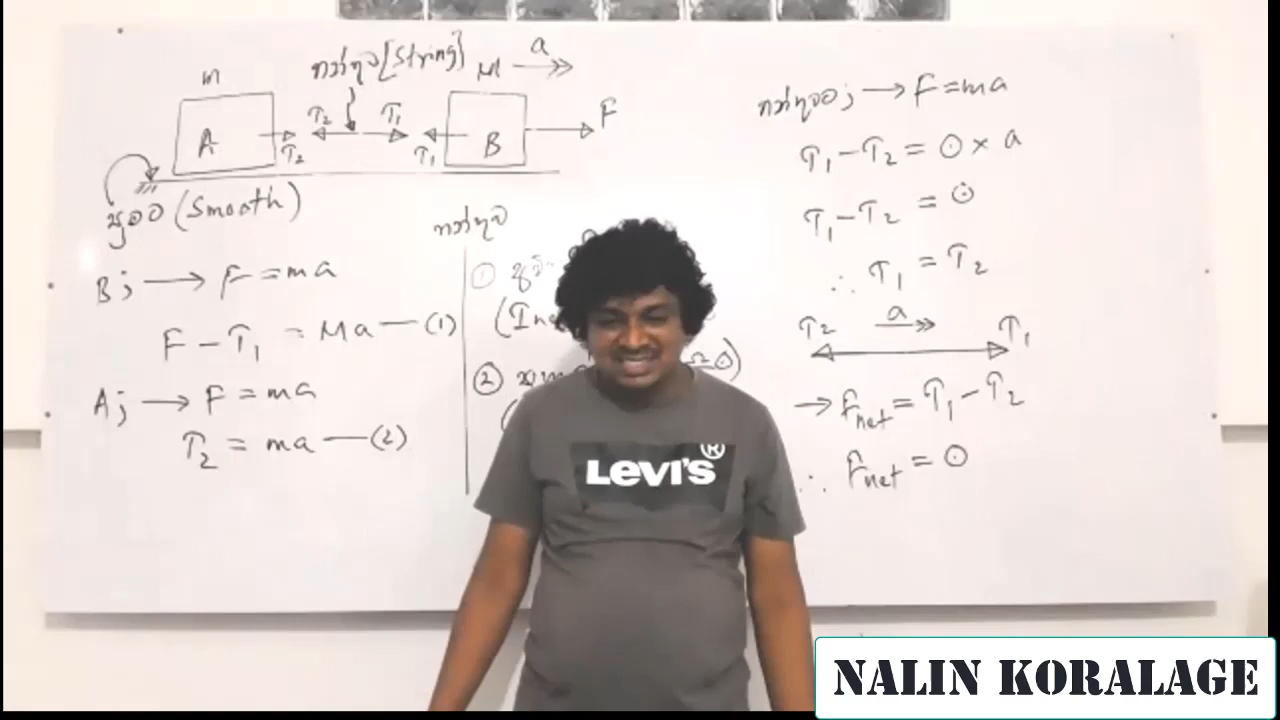 m
තන්තුව [String]
M
a
A
T₂
T₂
T₁
T₁
B
F
සුමට (Smooth)
B; → F = ma
F - T₁ = Ma — (1)
A; → F = ma
T₂ = ma — (2)
තන්තුව
①
②
තන්තුවට; → F = ma
T₁ - T₂ = 0 × a
T₁ - T₂ = 0
∴ T₁ = T₂
T₂ a T₁
→ Fnet = T₁ - T₂
∴ Fnet = 0
Levi's ®
NALIN KORALAGE